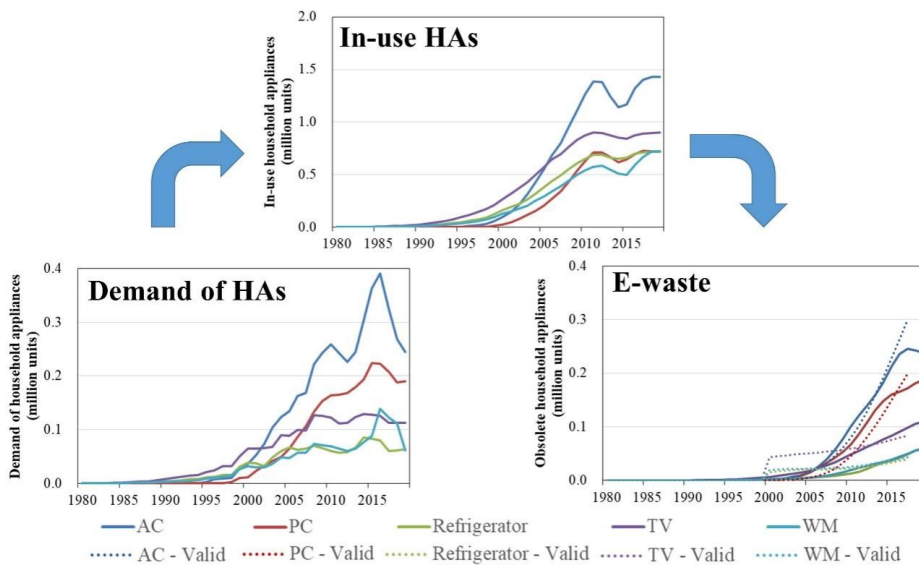 In-use HAs
In-use household appliances
(million units)
2.0
1.5
1.0
0.5
0.0
1980 1985 1990 1995 2000 2005 2010 2015
Demand of HAs
Demand of household appliances
(million units)
0.4
0.3
0.2
0.1
0.0
1980 1985 1990 1995 2000 2005 2010 2015
E-waste
Obsolete household appliances
(million units)
0.4
0.3
0.2
0.1
0.0
1980 1985 1990 1995 2000 2005 2010 2015
AC PC Refrigerator TV WM
AC - Valid PC - Valid Refrigerator - Valid TV - Valid WM - Valid